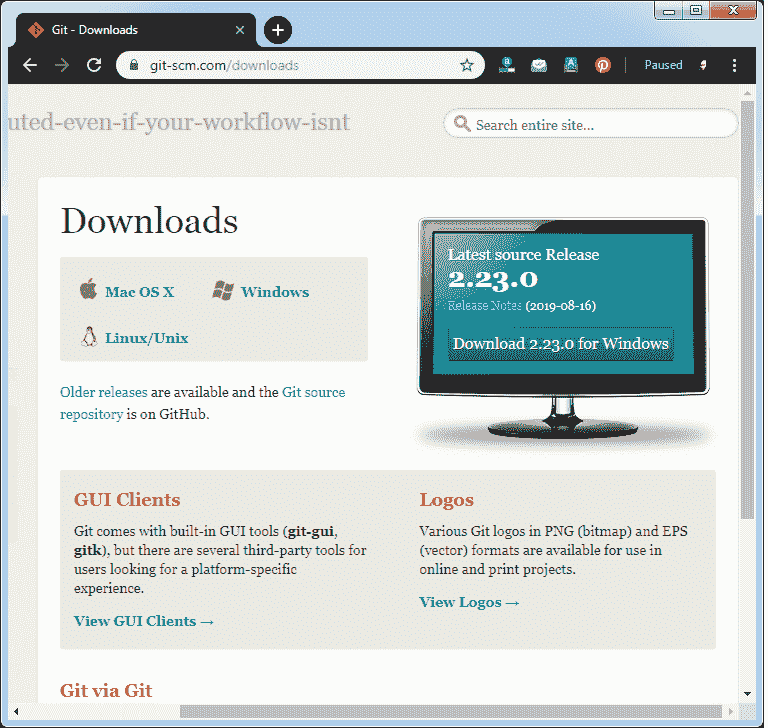 Git - Downloads
git-scm.com/downloads
Paused
uted-even-if-your-workflow-isnt
Search entire site...
Downloads
Mac OS X
Windows
Linux/Unix
Older releases are available and the Git source
repository is on GitHub.
Latest source Release
2.23.0
Release Notes (2019-08-16)
Download 2.23.0 for Windows
GUI Clients
Git comes with built-in GUI tools (git-gui,
gitk), but there are several third-party tools for
users looking for a platform-specific
experience.
View GUI Clients →
Logos
Various Git logos in PNG (bitmap) and EPS
(vector) formats are available for use in
online and print projects.
View Logos →
Git via Git